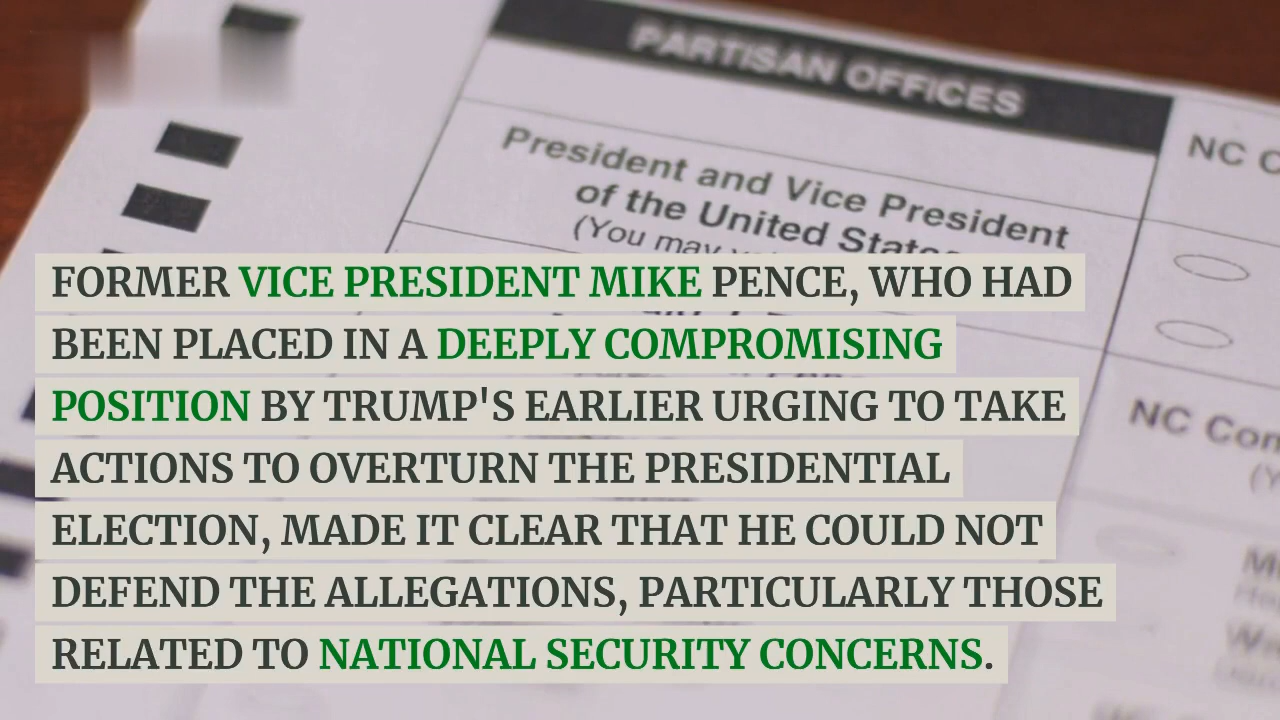 PARTISAN OFFICES
President and Vice President
of the United
(You may
NC
FORMER VICE PRESIDENT MIKE PENCE, WHO HAD
BEEN PLACED IN A DEEPLY COMPROMISING
POSITION BY TRUMP'S EARLIER URGING TO TAKE
ACTIONS TO OVERTURN THE PRESIDENTIAL
ELECTION, MADE IT CLEAR THAT HE COULD NOT
DEFEND THE ALLEGATIONS, PARTICULARLY THOSE
RELATED TO NATIONAL SECURITY CONCERNS.
NC